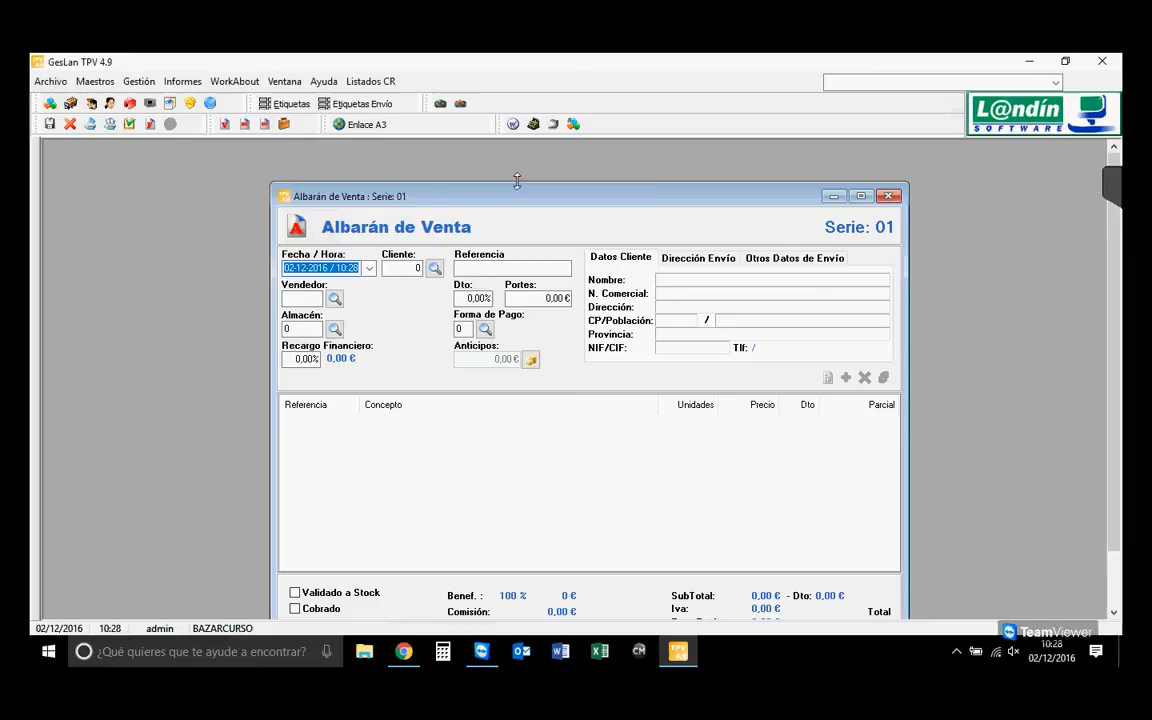 GesLan TPV 4.9
Archivo Maestros Gestión Informes WorkAbout Ventana Ayuda Listados CR
Etiquetas Etiquetas Envío
Enlace A3
L@ndín
SOFTWARE
Albarán de Venta : Serie: 01
Albarán de Venta Serie: 01
Fecha / Hora: Cliente: Referencia Datos Cliente Dirección Envío Otros Datos de Envío
02-12-2016 / 10:28 0
Nombre:
Vendedor: Dto: Portes: N. Comercial:
0,00% 0,00 € Dirección:
Almacén: Forma de Pago: CP/Población: /
0 0 Provincia:
Recargo Financiero: Anticipos: NIF/CIF: Tlf: /
0,00% 0,00 € 0,00 €
Referencia Concepto Unidades Precio Dto Parcial
Validado a Stock Benef. : 100 % 0 € SubTotal: 0,00 € - Dto: 0,00 €
Cobrado Comisión: 0,00 € Iva: 0,00 € Total
02/12/2016 10:28 admin BAZARCURSO
TeamViewer
¿Qué quieres que te ayude a encontrar? TPV 4.9 10:28
02/12/2016